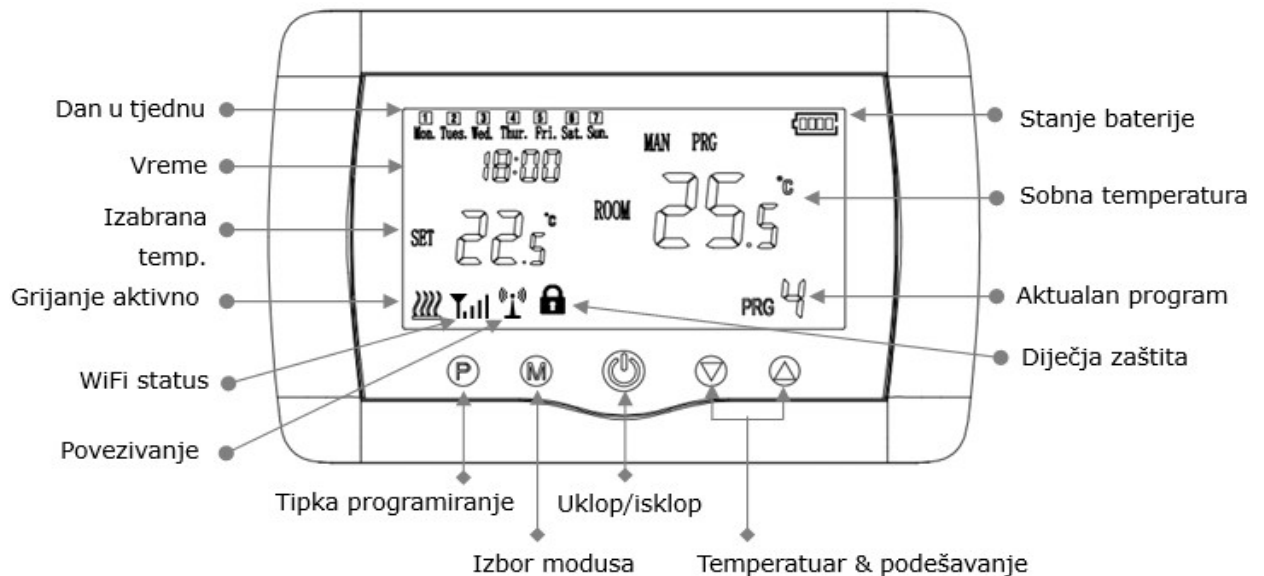 Dan u tjednu
Vreme
Izabrana
temp.
Grijanje aktivno
WiFi status
Povezivanje
1 2 3 4 5 6 7
Mon. Tues. Wed. Thur. Fri. Sat. Sun.
18:00
MAN PRG
SET 22.5 °C
ROOM 25.5 °C
PRG 4
P M
Stanje baterije
Sobna temperatura
Aktualan program
Diječja zaštita
Tipka programiranje
Uklop/isklop
Izbor modusa
Temperatuar & podešavanje